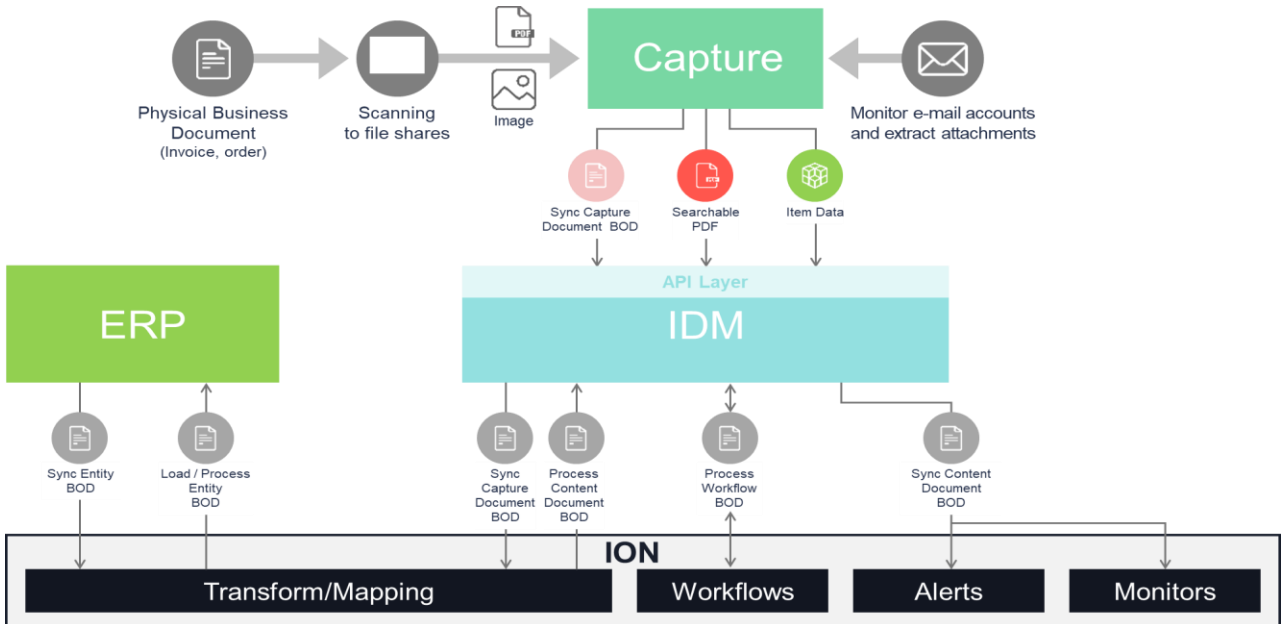 PDF
Capture
Physical Business
Document
(Invoice, order)
Scanning
to file shares
Image
Monitor e-mail accounts
and extract attachments
Sync Capture
Document BOD
PDF
Searchable
PDF
Item Data
API Layer
ERP
IDM
Sync Entity
BOD
Load / Process
Entity
BOD
Sync
Capture
Document
BOD
Process
Content
Document
BOD
Process
Workflow
BOD
Sync Content
Document
BOD
ION
Transform/Mapping
Workflows
Alerts
Monitors